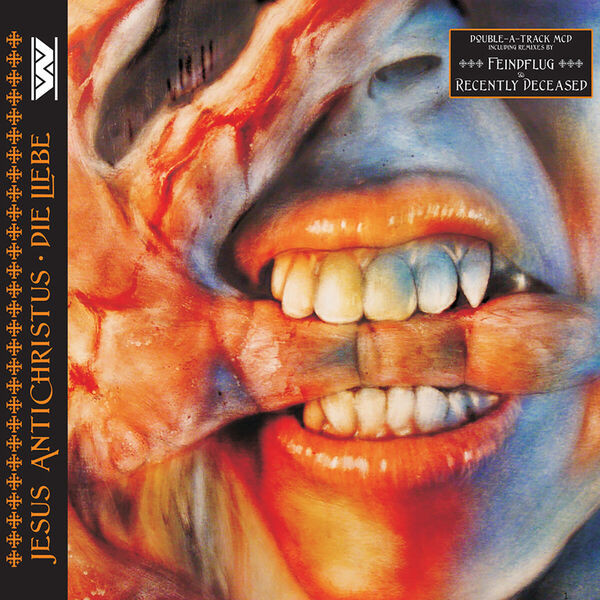 JESUS ANTICHRISTUS · DIE LIEBE
W
DOUBLE-A-TRACK MCD
INCLUDING REMIXES BY
FEINDFLUG
&
RECENTLY DECEASED